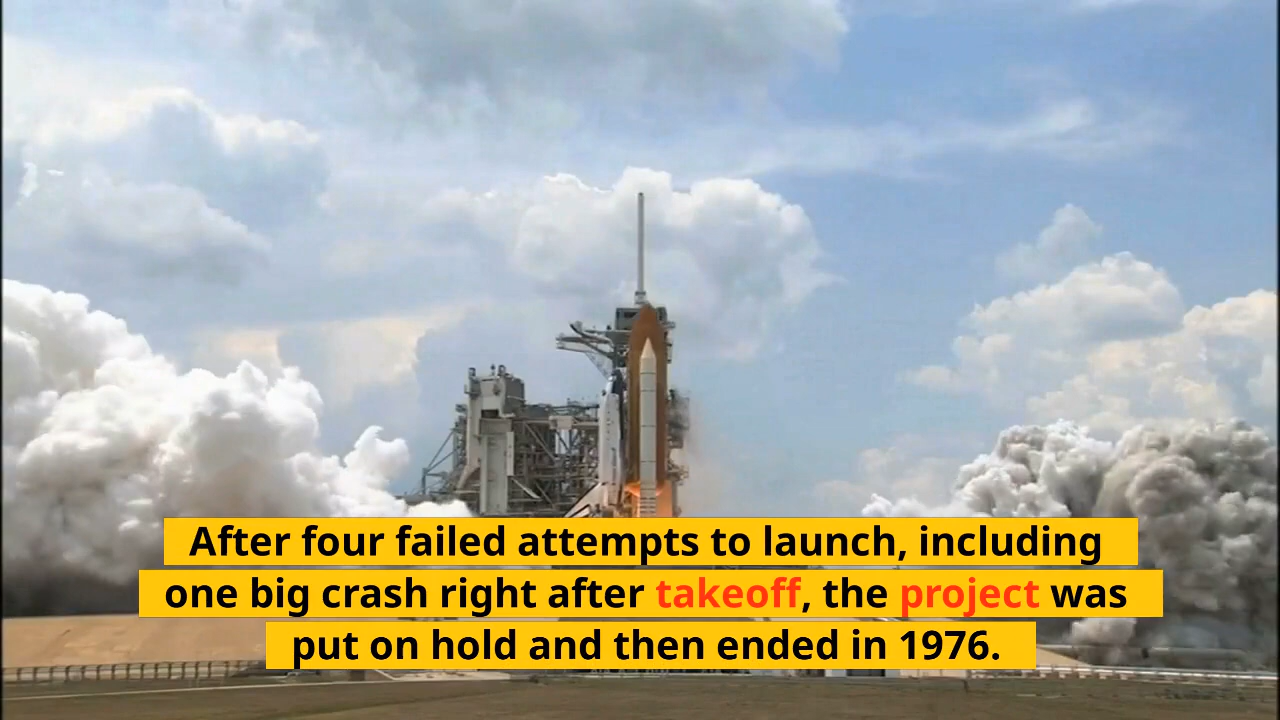 After four failed attempts to launch, including
one big crash right after takeoff, the project was
put on hold and then ended in 1976.